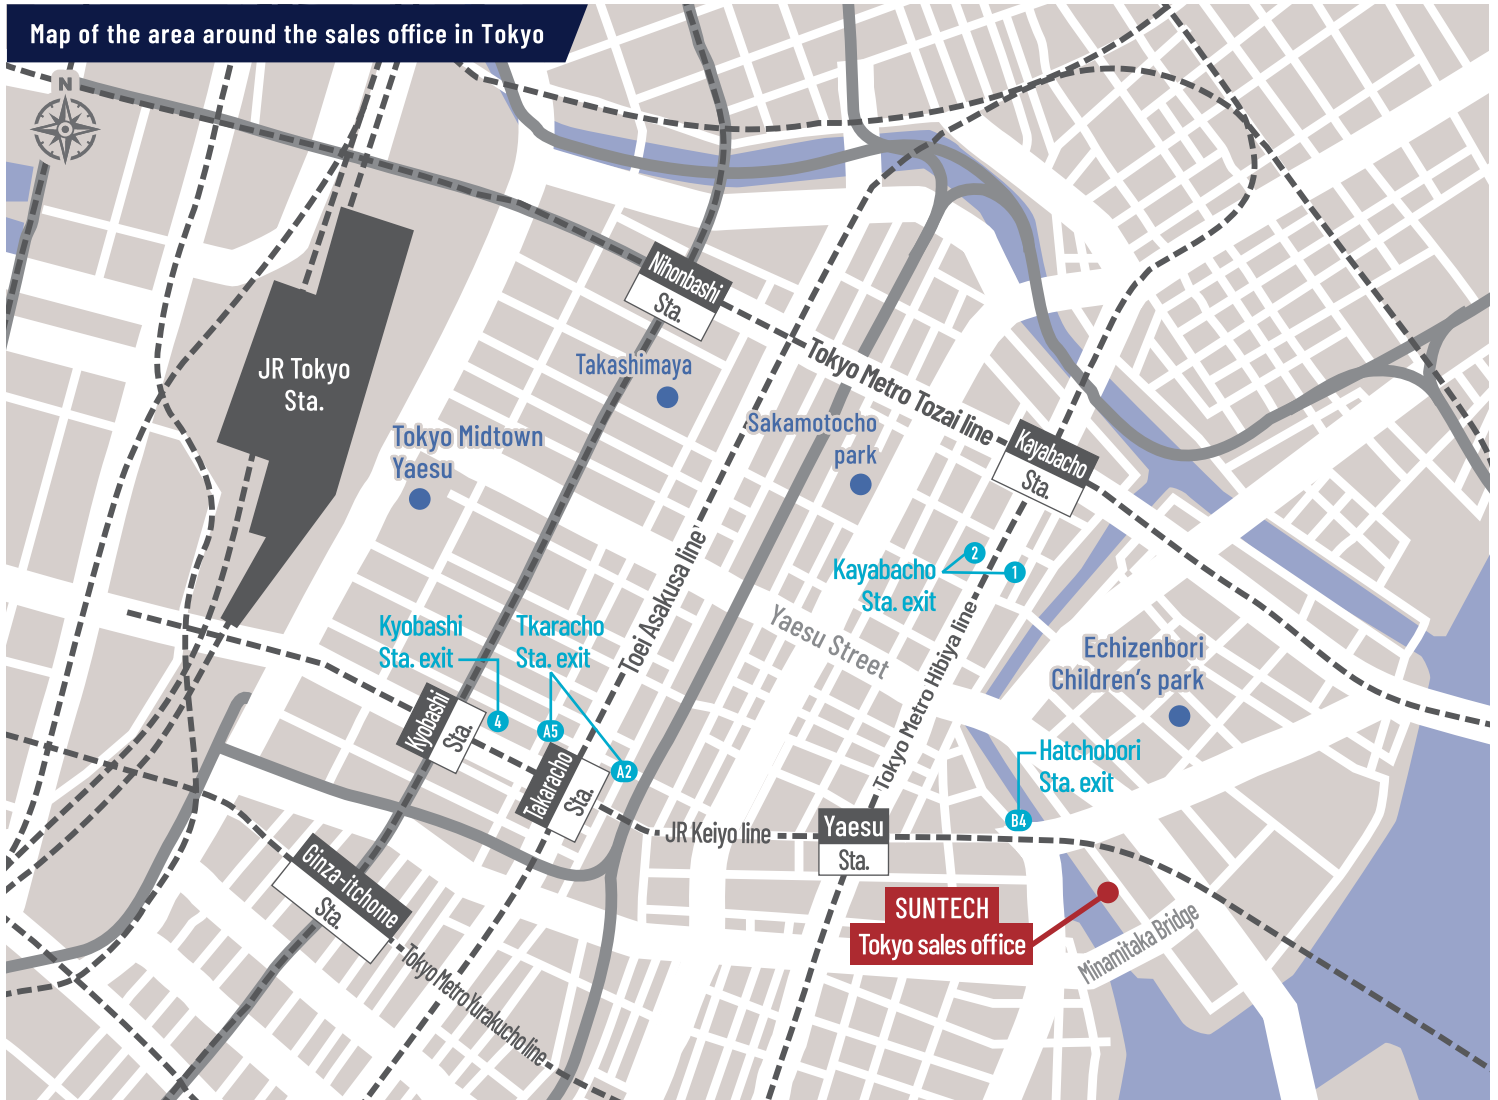 Map of the area around the sales office in Tokyo
N
Nihonbashi
Sta.
JR Tokyo
Sta.
Takashimaya
Tokyo Metro Tozai line
Tokyo Midtown
Yaesu
Sakamotocho
park
Kayabacho
Sta.
Toei Asakusa line
2
Kayabacho
Sta. exit
1
Yaesu Street
Tokyo Metro Hibiya line
Kyobashi
Sta. exit
Tkaracho
Sta. exit
Echizenbori
Children's park
4
A5
A2
Kyobashi
Sta.
Takaracho
Sta.
Hatchobori
Sta. exit
B4
JR Keiyo line
Yaesu
Sta.
Ginza-itchome
Sta.
SUNTECH
Tokyo sales office
Minamitaka Bridge
Tokyo Metro Yurakucho line